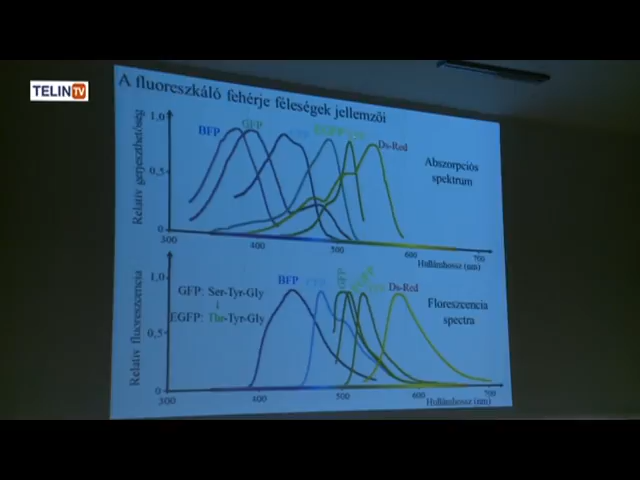 TELIN TV
A fluoreszkáló fehérje féleségek jellemzői
Relatív gerjeszthetőség
1,0
0,5
0
BFP
GFP
Ds-Red
Abszorpciós
spektrum
300
400
500
600
700
Hullámhossz (nm)
Relatív fluoreszcencia
1,0
0,5
0
GFP: Ser-Tyr-Gly
↓
EGFP: Thr-Tyr-Gly
BFP
GFP
EGFP
Ds-Red
Floreszcencia
spectra
300
400
500
600
700
Hullámhossz (nm)